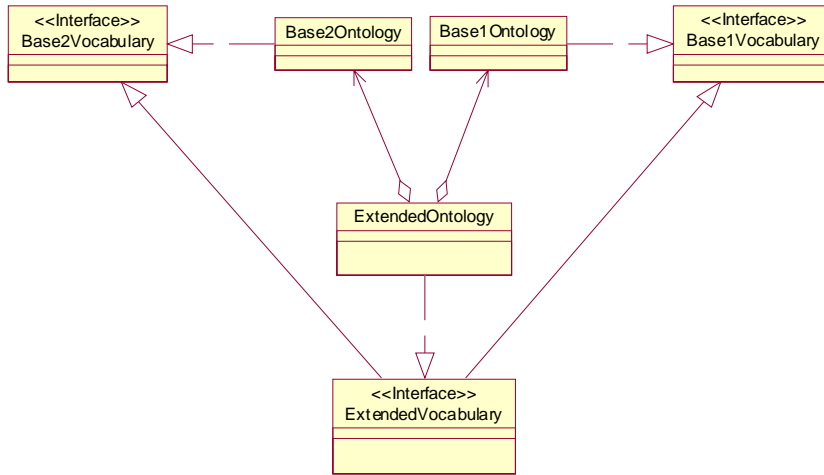 <<Interface>>
Base2Vocabulary
Base2Ontology
Base1Ontology
<<Interface>>
Base1Vocabulary
ExtendedOntology
<<Interface>>
ExtendedVocabulary